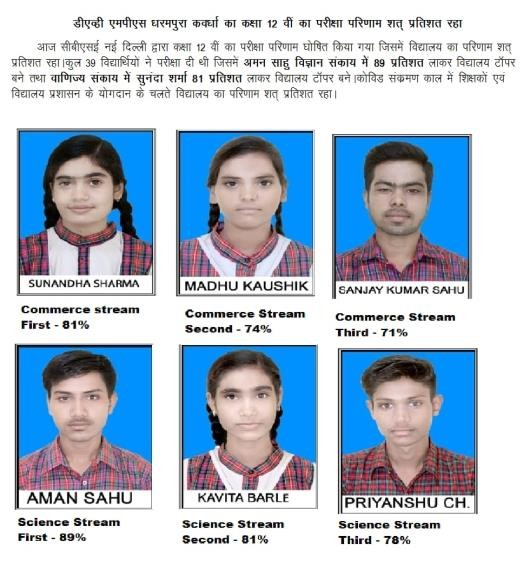 डीएव्ही एमपीएस धरमपुरा कवर्धा का कक्षा 12 वीं का परीक्षा परिणाम शत् प्रतिशत रहा
आज सीबीएसई नई दिल्ली द्वारा कक्षा 12 वीं का परीक्षा परिणाम घोषित किया गया जिसमें विद्यालय का परिणाम शत्
प्रतिशत रहा।कुल 39 विद्यार्थियो ने परीक्षा दी थी जिसमें अमन साहु विज्ञान संकाय में 89 प्रतिशत लाकर विद्यालय टॉपर
बने तथा वाणिज्य संकाय में सुनंदा शर्मा 81 प्रतिशत लाकर विद्यालय टॉपर बने।कोविड संक्रमण काल में शिक्षकों एवं
विद्यालय प्रशासन के योगदान के चलते विद्यालय का परिणाम शत् प्रतिशत रहा।
SUNANDHA SHARMA MADHU KAUSHIK SANJAY KUMAR SAHU
Commerce stream Commerce Stream Commerce Stream
First - 81% Second - 74% Third - 71%
AMAN SAHU KAVITA BARLE PRIYANSHU CH.
Science Stream Science Stream Science Stream
First - 89% Second - 81% Third - 78%